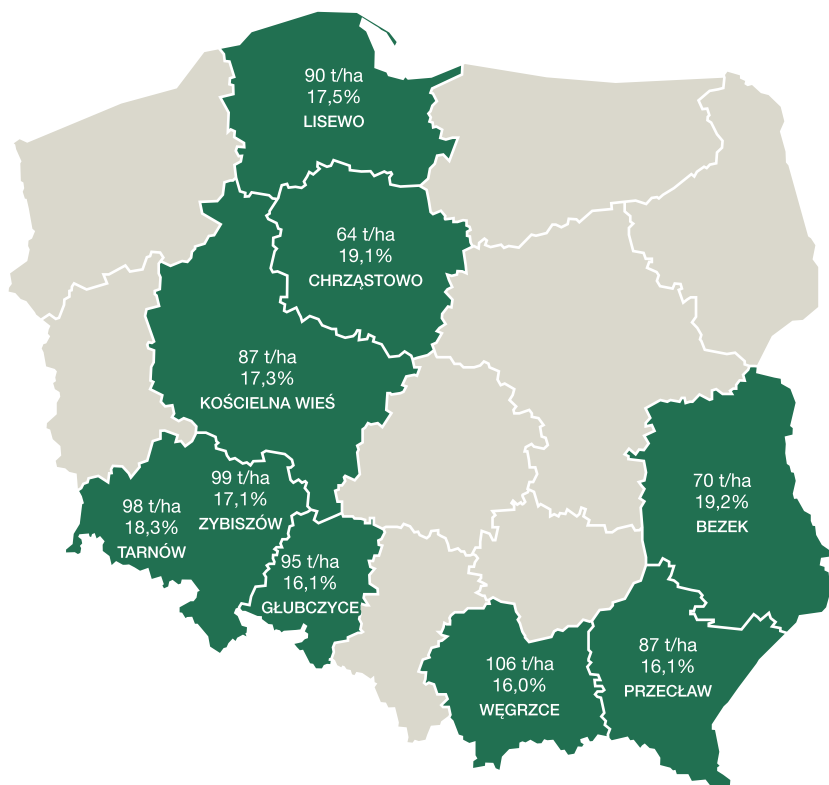 90 t/ha
17,5%
LISEWO
64 t/ha
19,1%
CHRZĄSTOWO
87 t/ha
17,3%
KOŚCIELNA WIEŚ
99 t/ha
17,1%
ZYBISZÓW
98 t/ha
18,3%
TARNÓW
95 t/ha
16,1%
GŁUBCZYCE
70 t/ha
19,2%
BEZEK
106 t/ha
16,0%
WĘGRZCE
87 t/ha
16,1%
PRZECŁAW